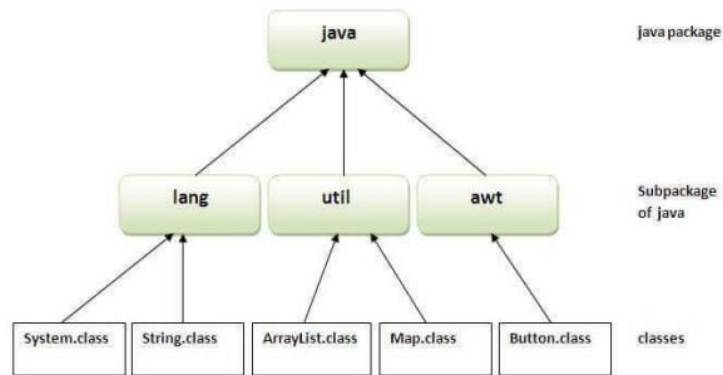 java
java package
lang
util
awt
Subpackage
of java
System.class
String.class
ArrayList.class
Map.class
Button.class
classes